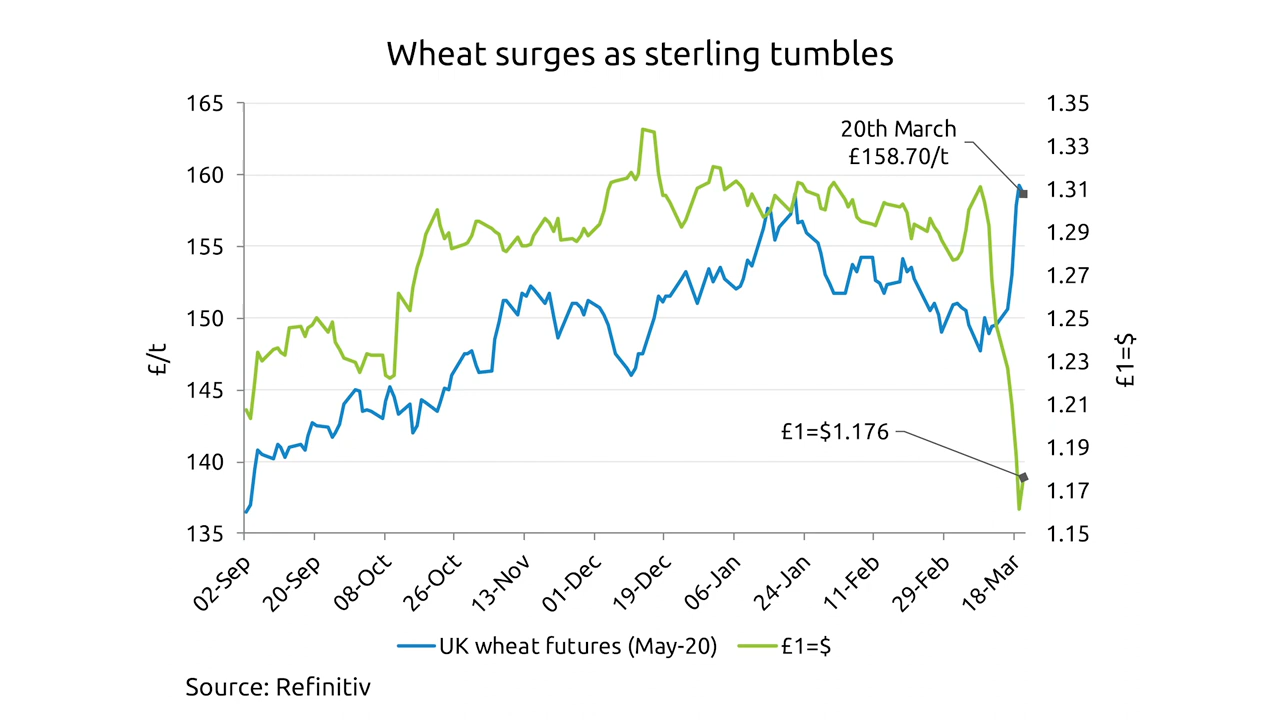 Wheat surges as sterling tumbles
165
160
155
150
145
140
135
£/t
1.35
1.33
1.31
1.29
1.27
1.25
1.23
1.21
1.19
1.17
1.15
£1=$
20th March
£158.70/t
£1=$1.176
02-Sep
20-Sep
08-Oct
26-Oct
13-Nov
01-Dec
19-Dec
06-Jan
24-Jan
11-Feb
29-Feb
18-Mar
UK wheat futures (May-20)
£1=$
Source: Refinitiv